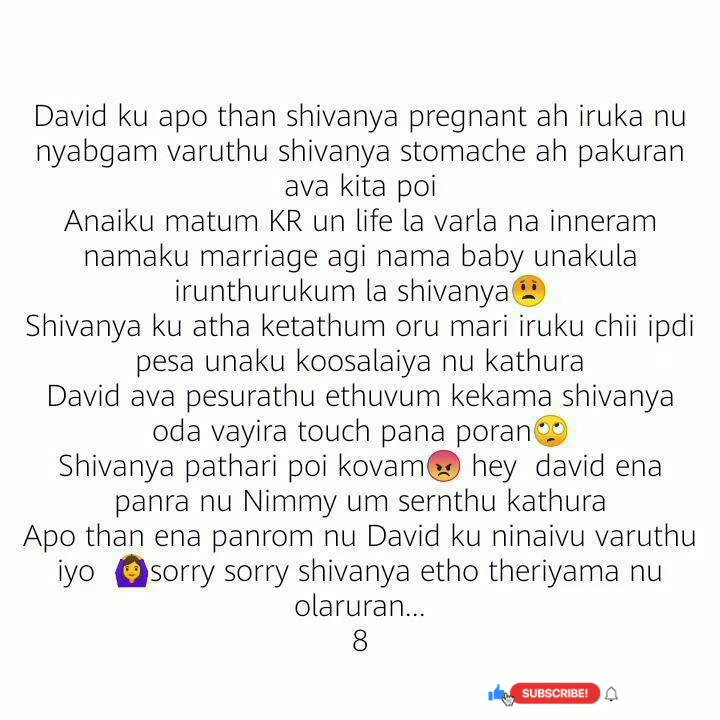 David ku apo than shivanya pregnant ah iruka nu
nyabgam varuthu shivanya stomache ah pakuran
ava kita poi
Anaiku matum KR un life la varla na inneram
namaku marriage agi nama baby unakula
irunthurukum la shivanya😟
Shivanya ku atha ketathum oru mari iruku chii ipdi
pesa unaku koosalaiya nu kathura
David ava pesurathu ethuvum kekama shivanya
oda vayira touch pana poran🙄
Shivanya pathari poi kovam😡 hey david ena
panra nu Nimmy um sernthu kathura
Apo than ena panrom nu David ku ninaivu varuthu
iyo 🙆‍♀️sorry sorry shivanya etho theriyama nu
olaruran...
8
SUBSCRIBE!